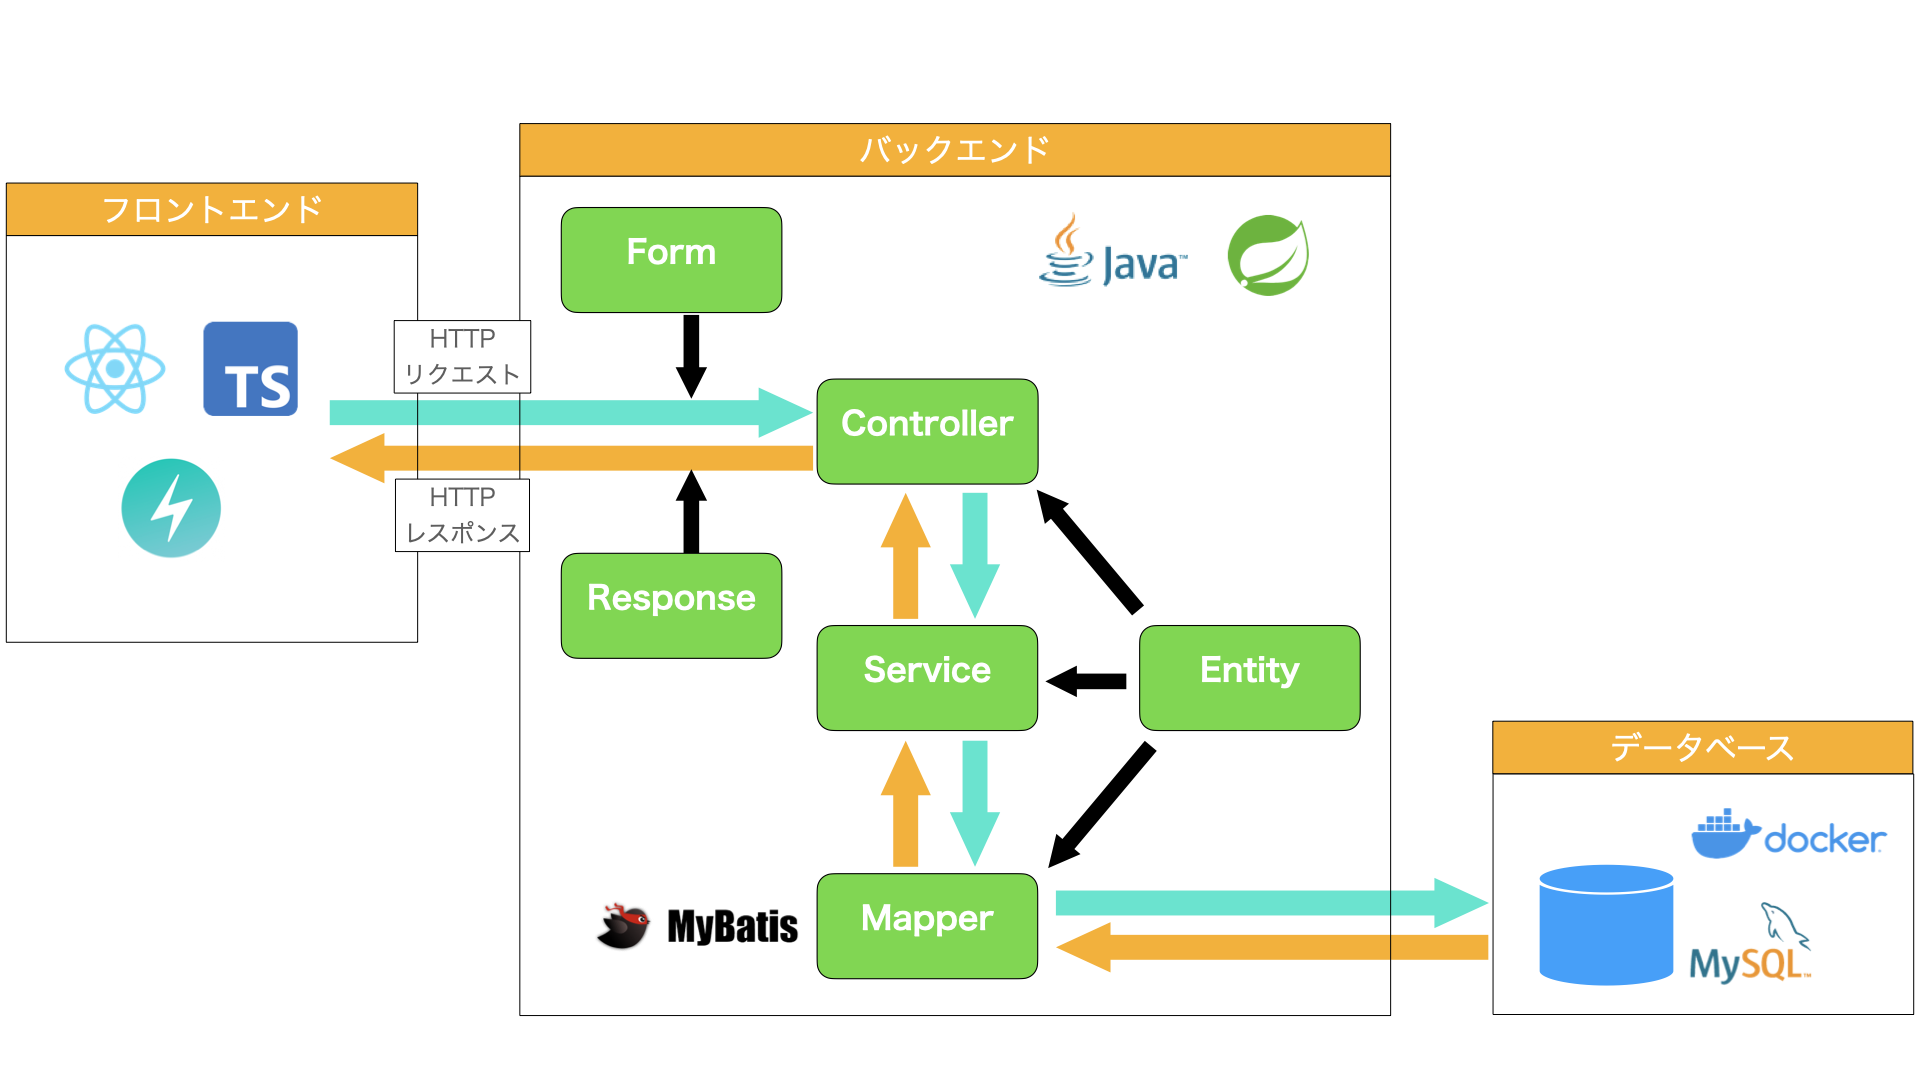 バックエンド
フロントエンド
Form
Java™
HTTP
リクエスト
TS
Controller
HTTP
レスポンス
Response
Service
Entity
データベース
docker
Mapper
MyBatis
MySQL™